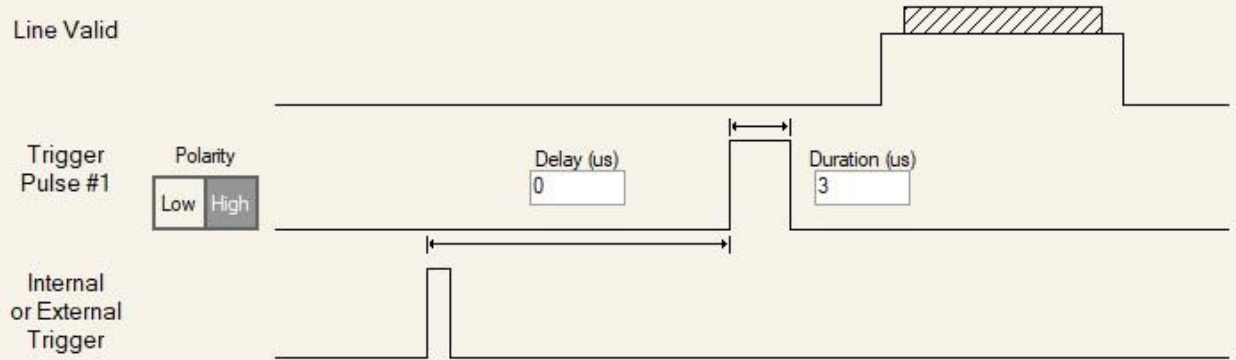 Line Valid
Trigger
Pulse #1
Polarity
Low High
Delay (us)
0
Duration (us)
3
Internal
or External
Trigger